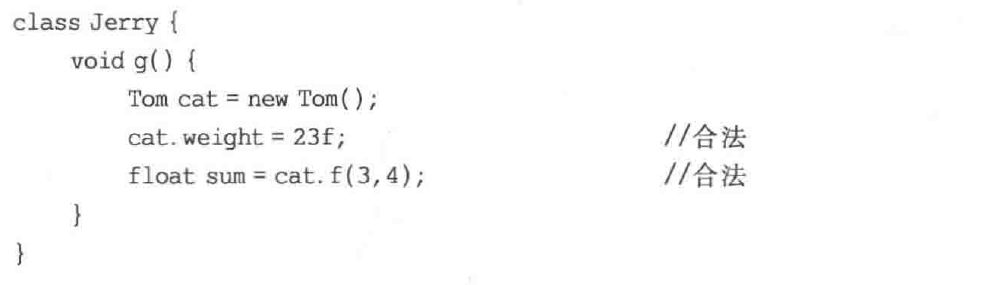 class Jerry {
    void g() {
        Tom cat = new Tom();
        cat.weight = 23f;                    //合法
        float sum = cat.f(3,4);              //合法
    }
}